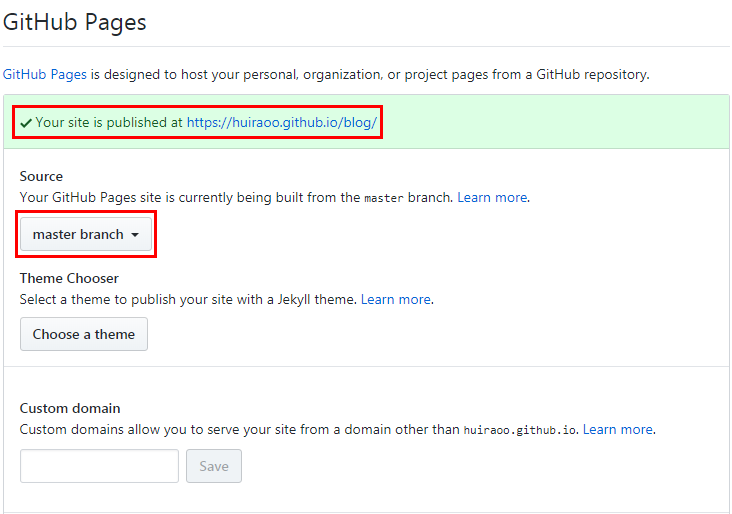 GitHub Pages
GitHub Pages is designed to host your personal, organization, or project pages from a GitHub repository.
Your site is published at https://huiraoo.github.io/blog/
Source
Your GitHub Pages site is currently being built from the master branch. Learn more.
master branch
Theme Chooser
Select a theme to publish your site with a Jekyll theme. Learn more.
Choose a theme
Custom domain
Custom domains allow you to serve your site from a domain other than huiraoo.github.io. Learn more.
Save